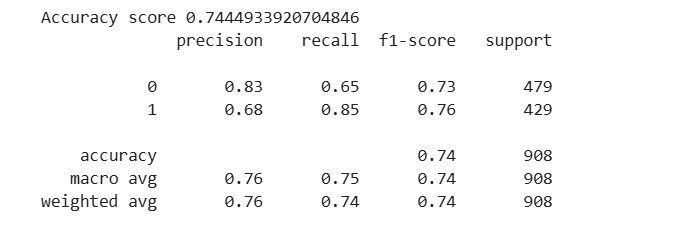 Accuracy score 0.7444933920704846
precision recall f1-score support
0 0.83 0.65 0.73 479
1 0.68 0.85 0.76 429
accuracy 0.74 908
macro avg 0.76 0.75 0.74 908
weighted avg 0.76 0.74 0.74 908